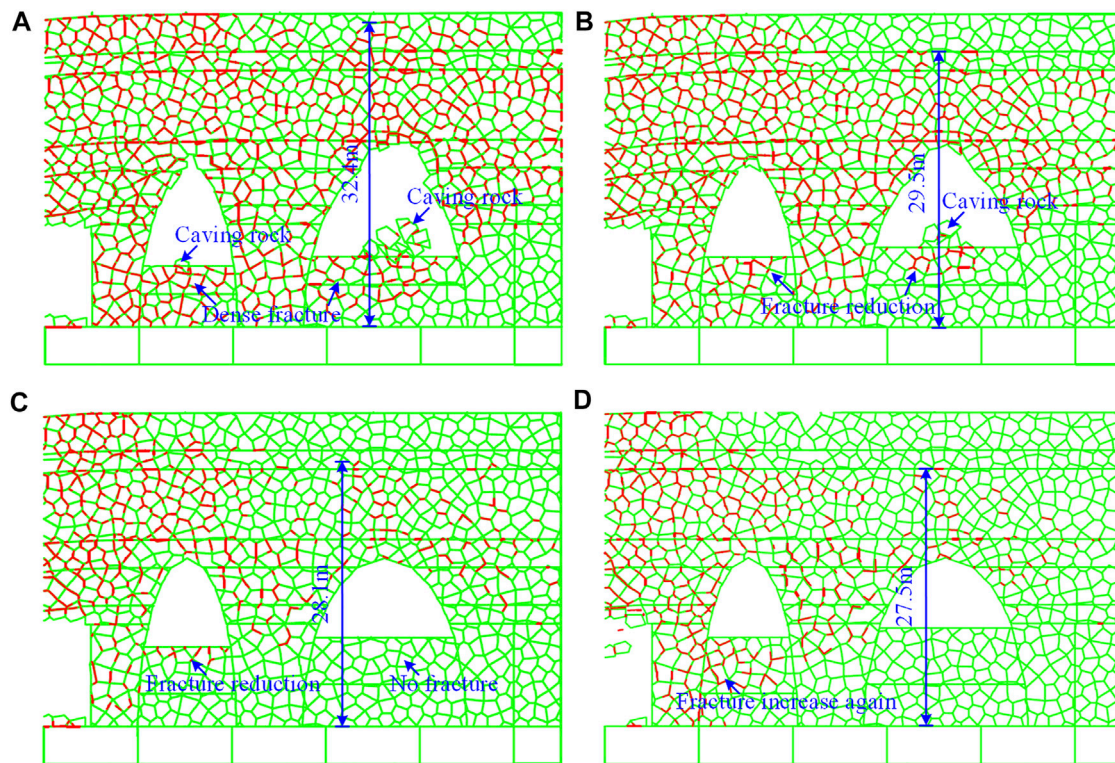 A
32.4m
Caving rock
Caving rock
Dense fracture
B
29.5m
Caving rock
Fracture reduction
C
28.1m
Fracture reduction
No fracture
D
27.5m
Fracture increase again